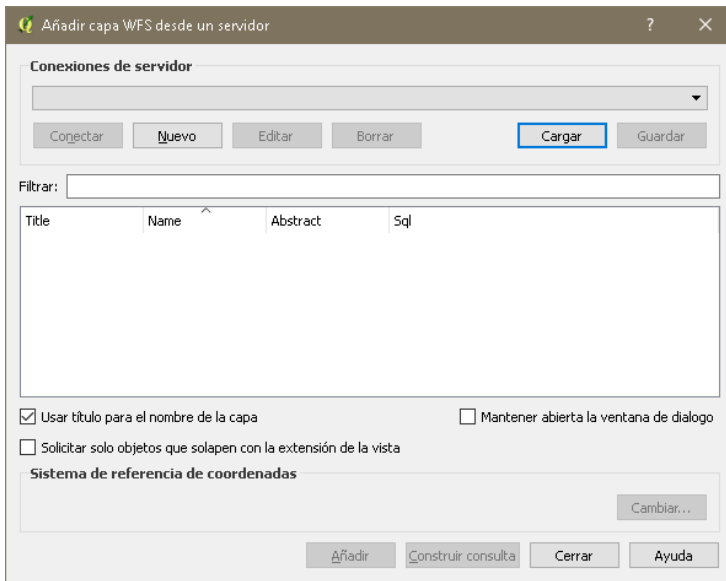 Añadir capa WFS desde un servidor ? ×
Conexiones de servidor
Conectar Nuevo Editar Borrar Cargar Guardar
Filtrar:
Title Name Abstract Sql
Usar título para el nombre de la capa Mantener abierta la ventana de dialogo
Solicitar solo objetos que solapen con la extensión de la vista
Sistema de referencia de coordenadas
Cambiar...
Añadir Construir consulta Cerrar Ayuda